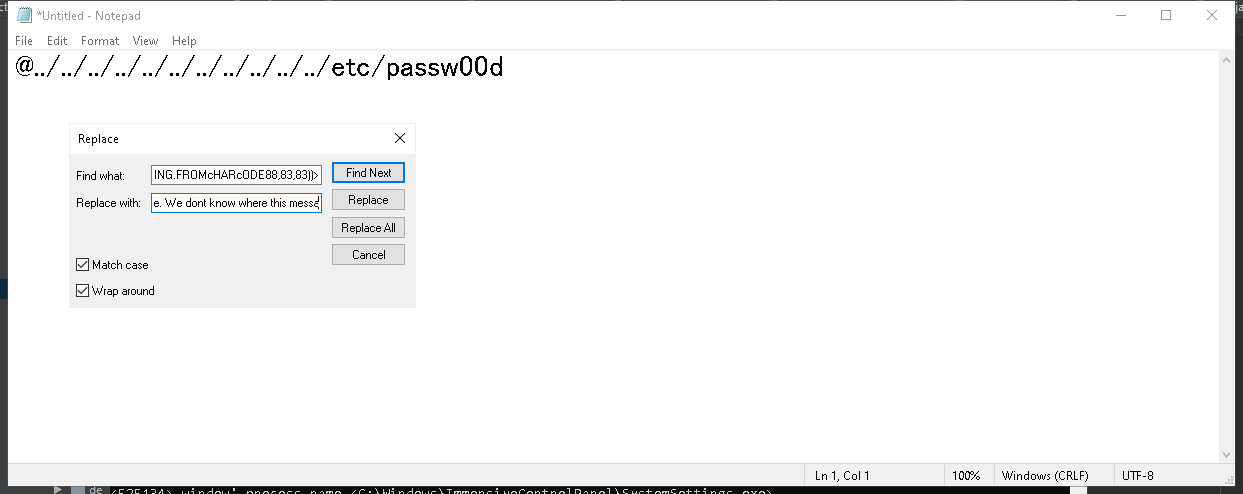 *Untitled - Notepad
File Edit Format View Help
@../../../../../../../../../../../etc/passw00d
Replace
Find what: ING.FROMcHARcODE88,83,83))> Find Next
Replace with: e. We dont know where this messa Replace
Replace All
Cancel
Match case
Wrap around
Ln 1, Col 1 100% Windows (CRLF) UTF-8
de <525134> window' process name <C:\Windows\ImmersiveControlPanel\SystemSettings.exe>